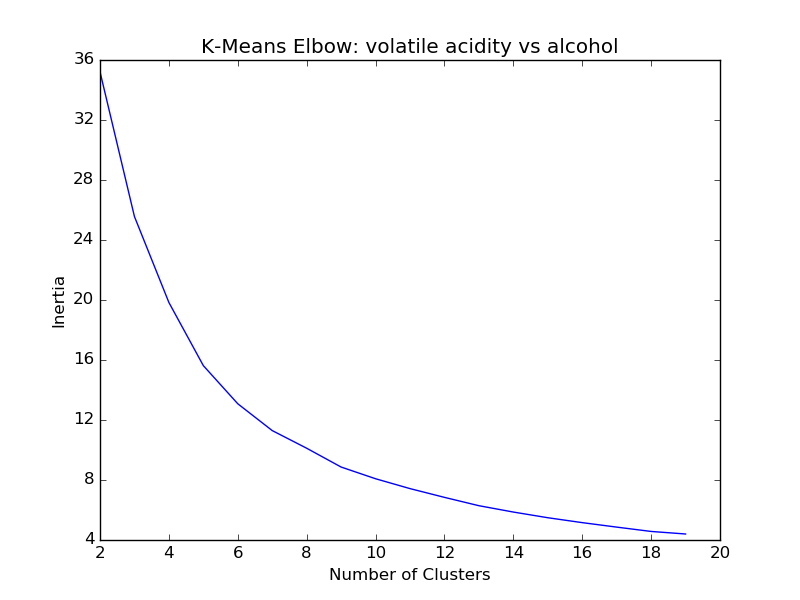 K-Means Elbow: volatile acidity vs alcohol
36
32
28
24
20
16
12
8
4
Inertia
2 4 6 8 10 12 14 16 18 20
Number of Clusters